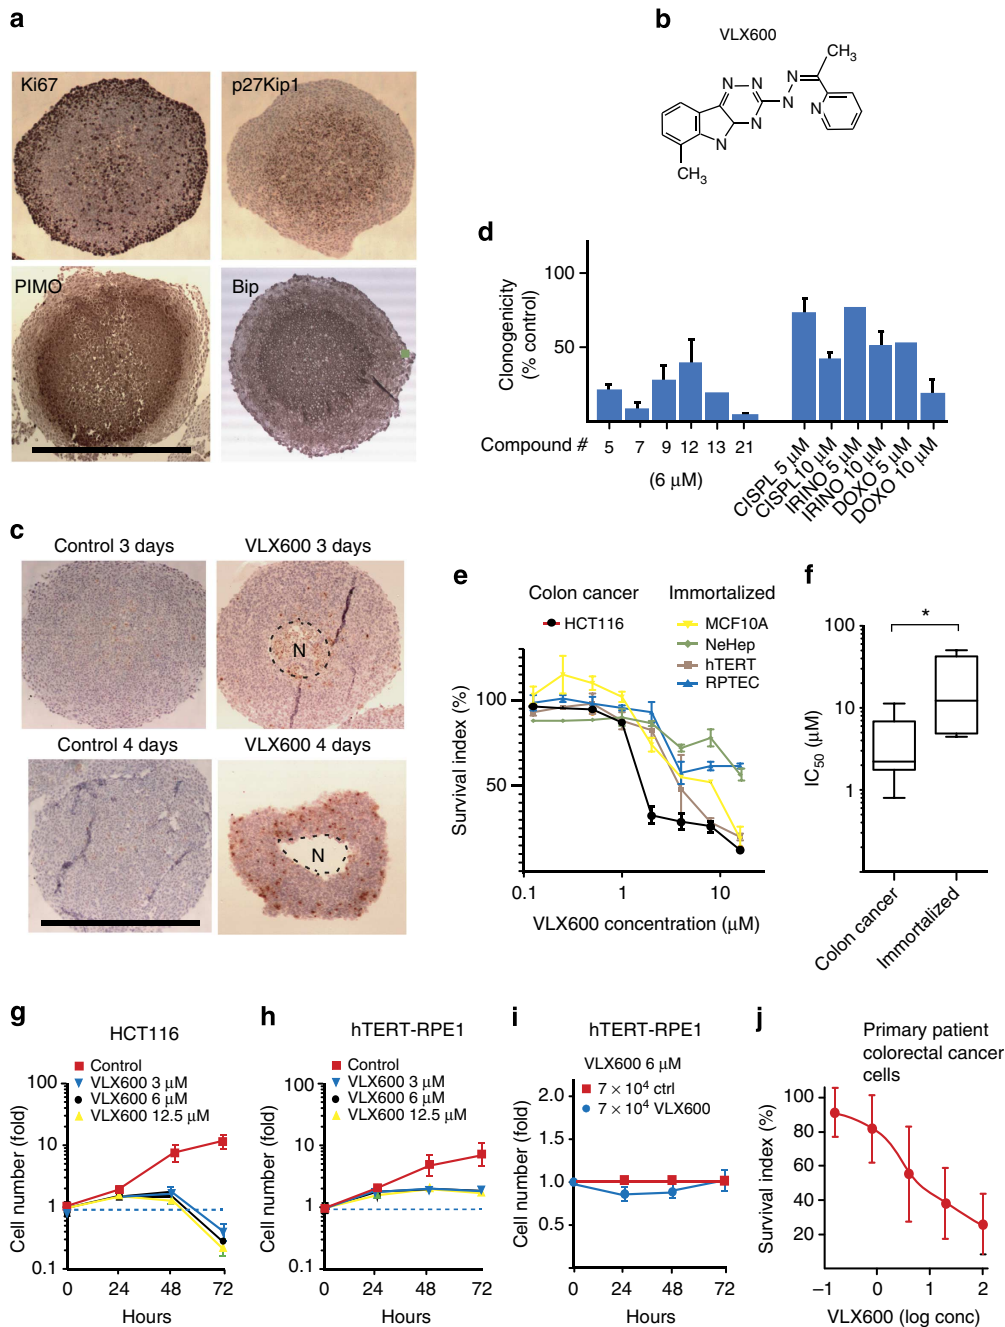 a
Ki67
p27Kip1
PIMO
Bip
b
VLX600
CH3
N
N
N
N
N
N
N
N
CH3
c
Control 3 days
VLX600 3 days
N
Control 4 days
VLX600 4 days
N
d
Clonogenicity
(% control)
100
50
Compound #
5 7 9 12 13 21
(6 μM)
CISPL 5 μM
CISPL10 μM
IRINO 5 μM
IRINO 10 μM
DOXO 5 μM
DOXO 10 μM
e
Colon cancer
HCT116
Immortalized
MCF10A
NeHep
hTERT
RPTEC
Survival index (%)
100
50
0.1 1 10
VLX600 concentration (μM)
f
*
IC50 (μM)
100
10
1
Colon cancer
Immortalized
g
HCT116
Control
VLX600 3 μM
VLX600 6 μM
VLX600 12.5 μM
Cell number (fold)
100
10
1
0.1
0 24 48 72
Hours
h
hTERT-RPE1
Control
VLX600 3 μM
VLX600 6 μM
VLX600 12.5 μM
Cell number (fold)
100
10
1
0.1
0 24 48 72
Hours
i
hTERT-RPE1
VLX600 6 μM
7 × 10⁴ ctrl
7 × 10⁴ VLX600
Cell number (fold)
2.0
1.5
1.0
0.5
0 24 48 72
Hours
j
Primary patient
colorectal cancer
cells
Survival index (%)
100
80
60
40
20
–1 0 1 2
VLX600 (log conc)